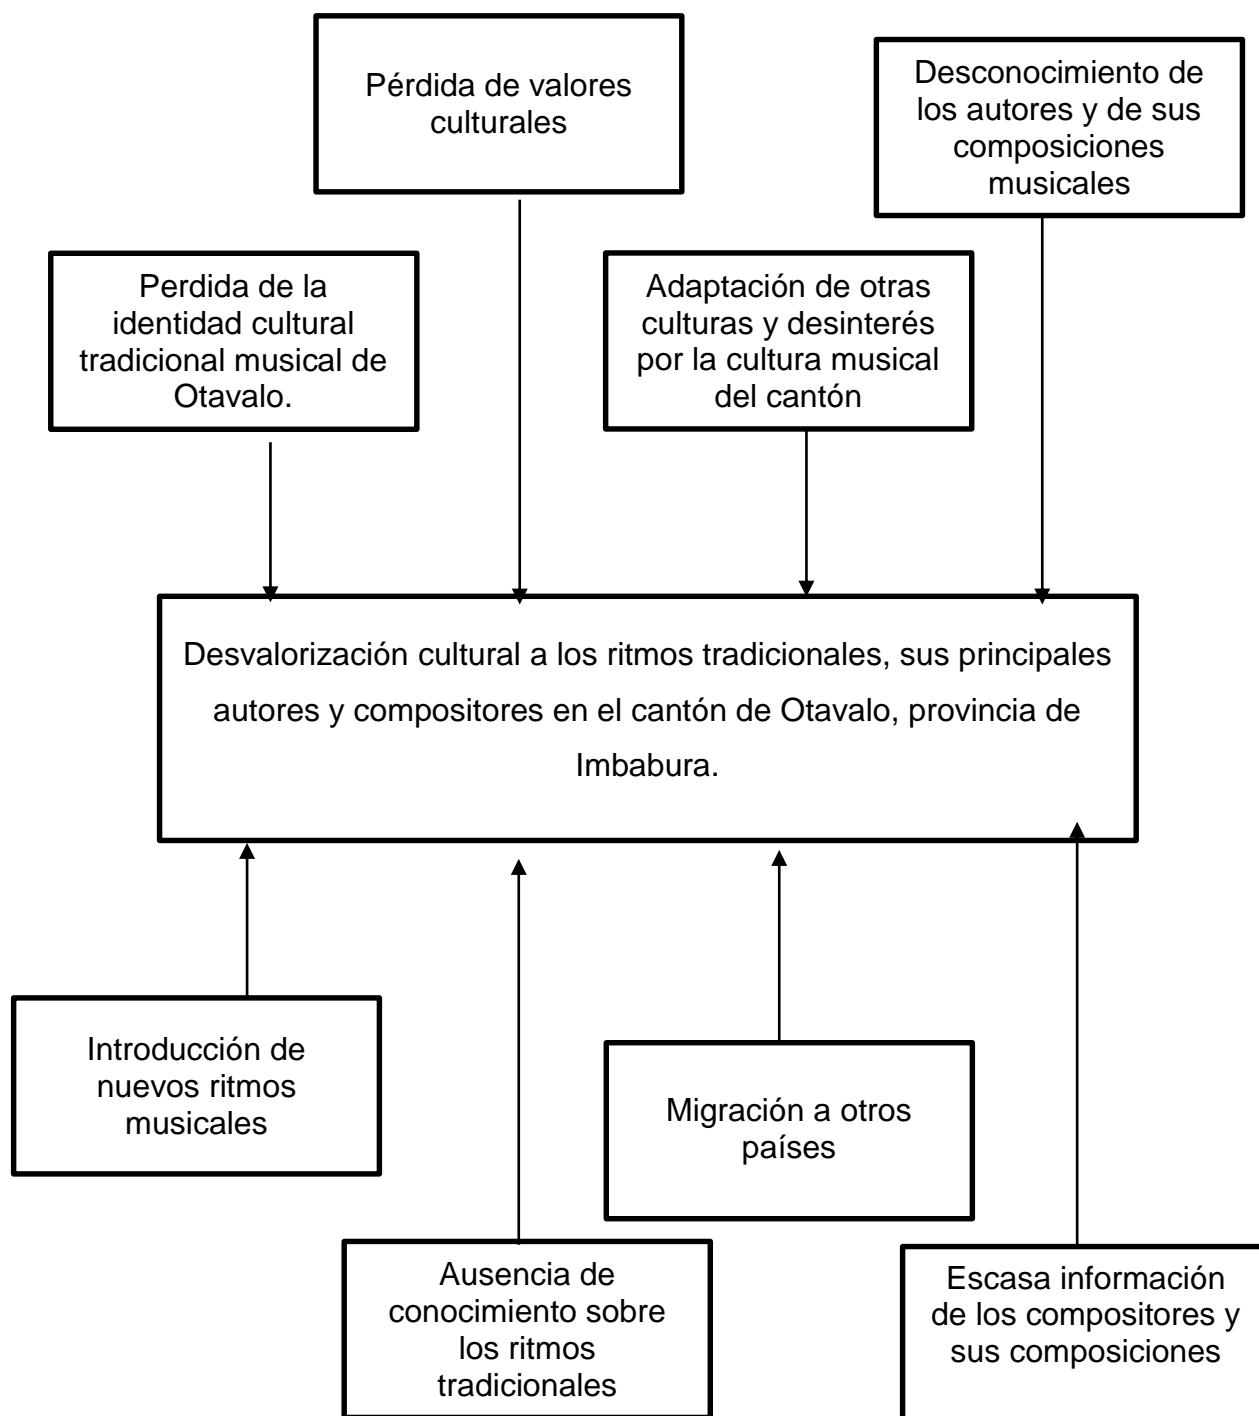 Pérdida de valores
culturales
Desconocimiento de
los autores y de sus
composiciones
musicales
Perdida de la
identidad cultural
tradicional musical de
Otavalo.
Adaptación de otras
culturas y desinterés
por la cultura musical
del cantón
Desvalorización cultural a los ritmos tradicionales, sus principales
autores y compositores en el cantón de Otavalo, provincia de
Imbabura.
Introducción de
nuevos ritmos
musicales
Migración a otros
países
Ausencia de
conocimiento sobre
los ritmos
tradicionales
Escasa información
de los compositores y
sus composiciones